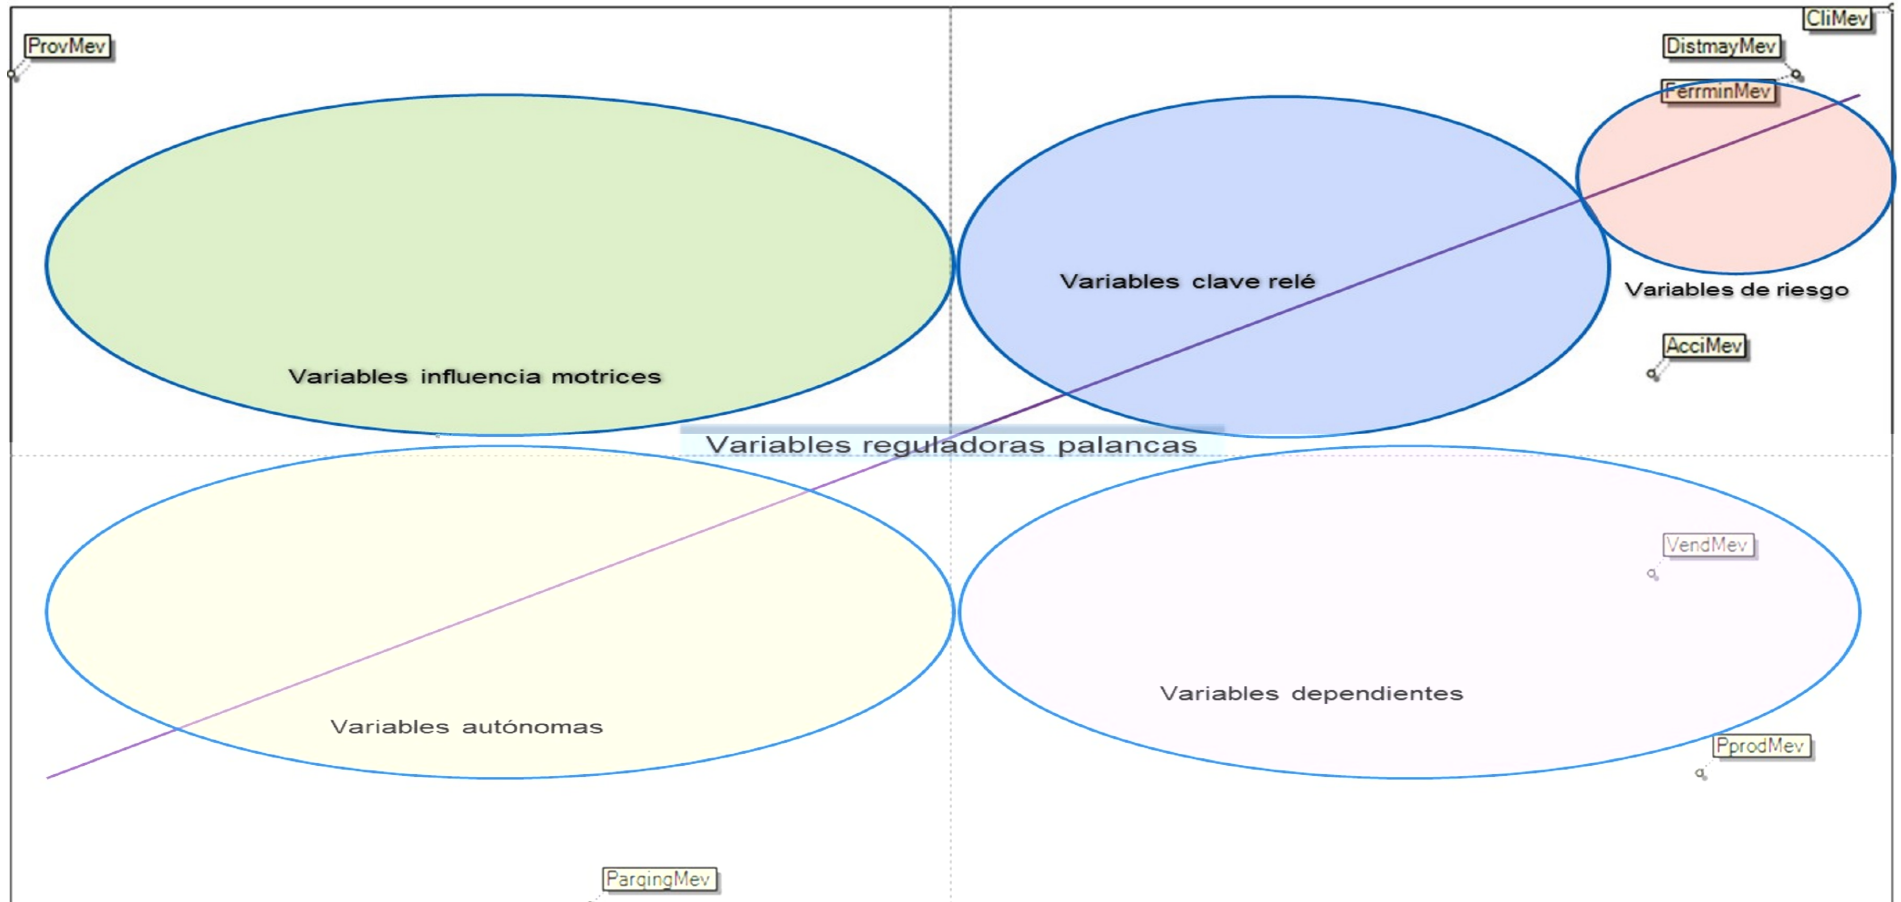 CliMev
ProvMev
DistmayMev
FerrminMev
Variables clave relé
Variables de riesgo
AcciMev
Variables influencia motrices
Variables reguladoras palancas
VendMev
Variables dependientes
Variables autónomas
PprodMev
ParqingMev